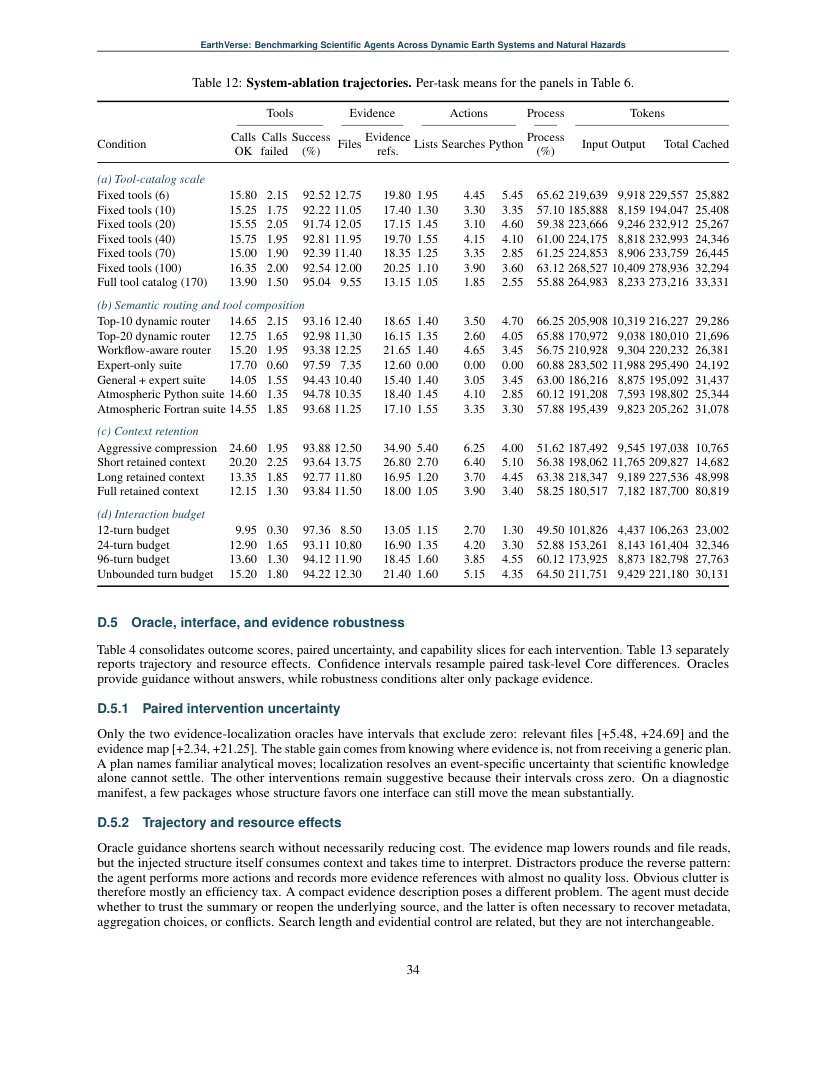 EarthVerse: Benchmarking Scientific Agents Across Dynamic Earth Systems and Natural Hazards
Table 12: System-ablation trajectories. Per-task means for the panels in Table 6.
Tools Evidence Actions Process Tokens
Condition Calls OK Calls failed Success (%) Files Evidence refs. Lists Searches Python Process (%) Input Output Total Cached
(a) Tool-catalog scale
Fixed tools (6) 15.80 2.15 92.52 12.75 19.80 1.95 4.45 5.45 65.62 219,639 9,918 229,557 25,882
Fixed tools (10) 15.25 1.75 92.22 11.05 17.40 1.30 3.30 3.35 57.10 185,888 8,159 194,047 25,408
Fixed tools (20) 15.55 2.05 91.74 12.05 17.15 1.45 3.10 4.60 59.38 223,666 9,246 232,912 25,267
Fixed tools (40) 15.75 1.95 92.81 11.95 19.70 1.55 4.15 4.10 61.00 224,175 8,818 232,993 24,346
Fixed tools (70) 15.00 1.90 92.39 11.40 18.35 1.25 3.35 2.85 61.25 224,853 8,906 233,759 26,445
Fixed tools (100) 16.35 2.00 92.54 12.00 20.25 1.10 3.90 3.60 63.12 268,527 10,409 278,936 32,294
Full tool catalog (170) 13.90 1.50 95.04 9.55 13.15 1.05 1.85 2.55 55.88 264,983 8,233 273,216 33,331
(b) Semantic routing and tool composition
Top-10 dynamic router 14.65 2.15 93.16 12.40 18.65 1.40 3.50 4.70 66.25 205,908 10,319 216,227 29,286
Top-20 dynamic router 12.75 1.65 92.98 11.30 16.15 1.35 2.60 4.05 65.88 170,972 9,038 180,010 21,696
Workflow-aware router 15.20 1.95 93.38 12.25 21.65 1.40 4.65 3.45 56.75 210,928 9,304 220,232 26,381
Expert-only suite 17.70 0.60 97.59 7.35 12.60 0.00 0.00 0.00 60.88 283,502 11,988 295,490 24,192
General + expert suite 14.05 1.55 94.43 10.40 15.40 1.40 3.05 3.45 63.00 186,216 8,875 195,092 31,437
Atmospheric Python suite 14.60 1.35 94.78 10.35 18.40 1.45 4.10 2.85 60.12 191,208 7,593 198,802 25,344
Atmospheric Fortran suite 14.55 1.85 93.68 11.25 17.10 1.55 3.35 3.30 57.88 195,439 9,823 205,262 31,078
(c) Context retention
Aggressive compression 24.60 1.95 93.88 12.50 34.90 5.40 6.25 4.00 51.62 187,492 9,545 197,038 10,765
Short retained context 20.20 2.25 93.64 13.75 26.80 2.70 6.40 5.10 56.38 198,062 11,765 209,827 14,682
Long retained context 13.35 1.85 92.77 11.80 16.95 1.20 3.70 4.45 63.38 218,347 9,189 227,536 48,998
Full retained context 12.15 1.30 93.84 11.50 18.00 1.05 3.90 3.40 58.25 180,517 7,182 187,700 80,819
(d) Interaction budget
12-turn budget 9.95 0.30 97.36 8.50 13.05 1.15 2.70 1.30 49.50 101,826 4,437 106,263 23,002
24-turn budget 12.90 1.65 93.11 10.80 16.90 1.35 4.20 3.30 52.88 153,261 8,143 161,404 32,346
96-turn budget 13.60 1.30 94.12 11.90 18.45 1.60 3.85 4.55 60.12 173,925 8,873 182,798 27,763
Unbounded turn budget 15.20 1.80 94.22 12.30 21.40 1.60 5.15 4.35 64.50 211,751 9,429 221,180 30,131
D.5 Oracle, interface, and evidence robustness
Table 4 consolidates outcome scores, paired uncertainty, and capability slices for each intervention. Table 13 separately
reports trajectory and resource effects. Confidence intervals resample paired task-level Core differences. Oracles
provide guidance without answers, while robustness conditions alter only package evidence.
D.5.1 Paired intervention uncertainty
Only the two evidence-localization oracles have intervals that exclude zero: relevant files [+5.48, +24.69] and the
evidence map [+2.34, +21.25]. The stable gain comes from knowing where evidence is, not from receiving a generic plan.
A plan names familiar analytical moves; localization resolves an event-specific uncertainty that scientific knowledge
alone cannot settle. The other interventions remain suggestive because their intervals cross zero. On a diagnostic
manifest, a few packages whose structure favors one interface can still move the mean substantially.
D.5.2 Trajectory and resource effects
Oracle guidance shortens search without necessarily reducing cost. The evidence map lowers rounds and file reads,
but the injected structure itself consumes context and takes time to interpret. Distractors produce the reverse pattern:
the agent performs more actions and records more evidence references with almost no quality loss. Obvious clutter is
therefore mostly an efficiency tax. A compact evidence description poses a different problem. The agent must decide
whether to trust the summary or reopen the underlying source, and the latter is often necessary to recover metadata,
aggregation choices, or conflicts. Search length and evidential control are related, but they are not interchangeable.
34